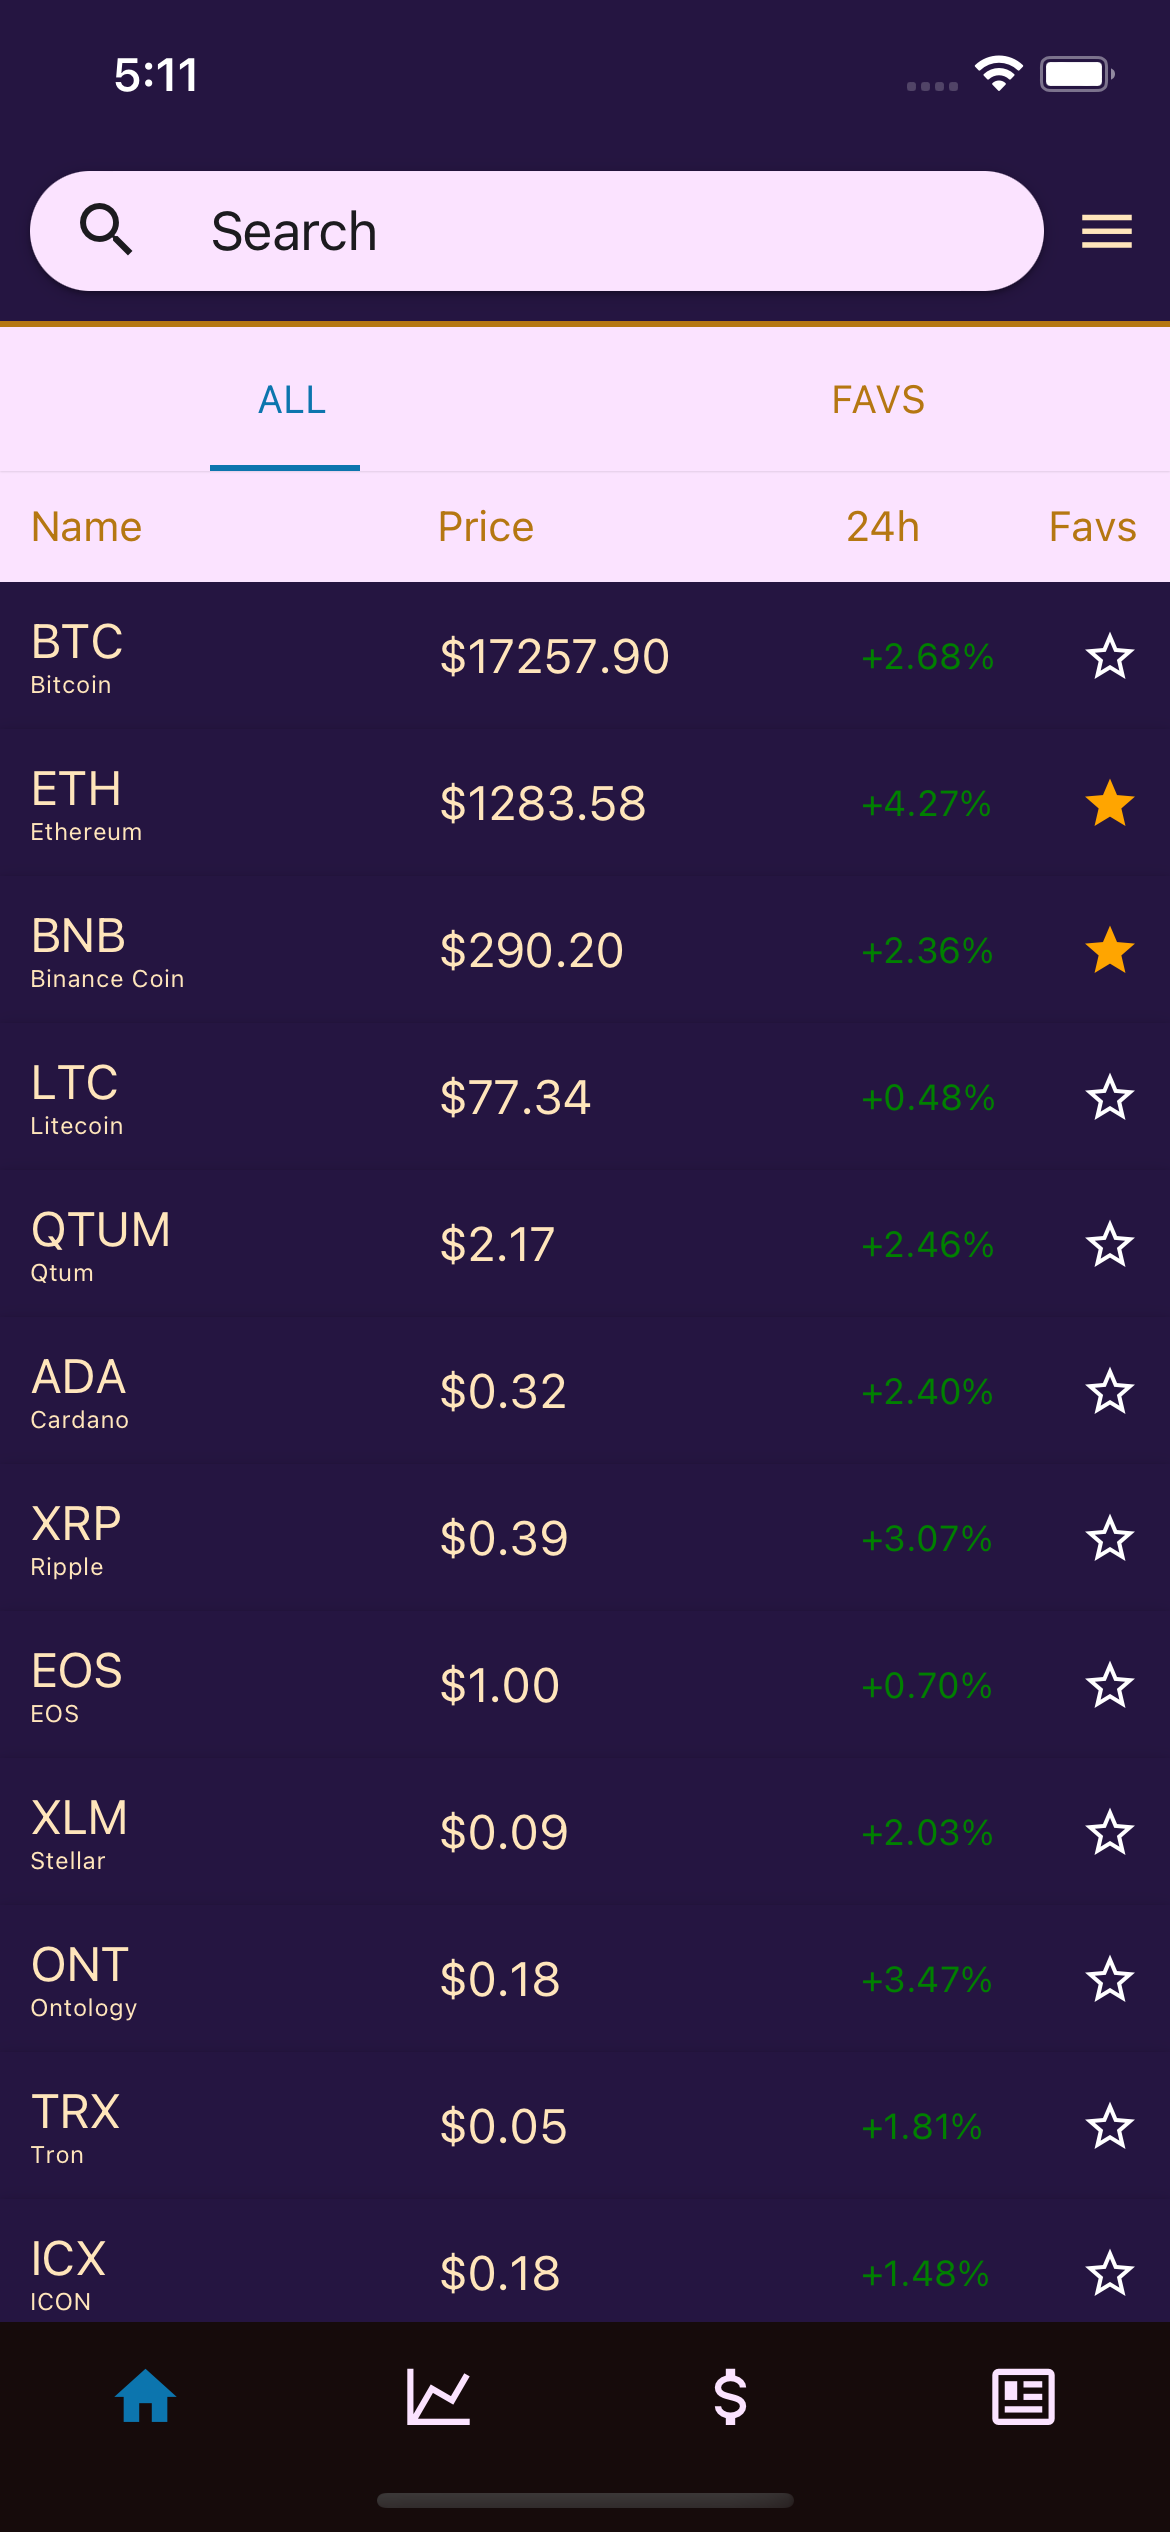 5:11
Search
ALL FAVS
Name Price 24h Favs
BTC
Bitcoin
$17257.90 +2.68%
ETH
Ethereum
$1283.58 +4.27%
BNB
Binance Coin
$290.20 +2.36%
LTC
Litecoin
$77.34 +0.48%
QTUM
Qtum
$2.17 +2.46%
ADA
Cardano
$0.32 +2.40%
XRP
Ripple
$0.39 +3.07%
EOS
EOS
$1.00 +0.70%
XLM
Stellar
$0.09 +2.03%
ONT
Ontology
$0.18 +3.47%
TRX
Tron
$0.05 +1.81%
ICX
ICON
$0.18 +1.48%